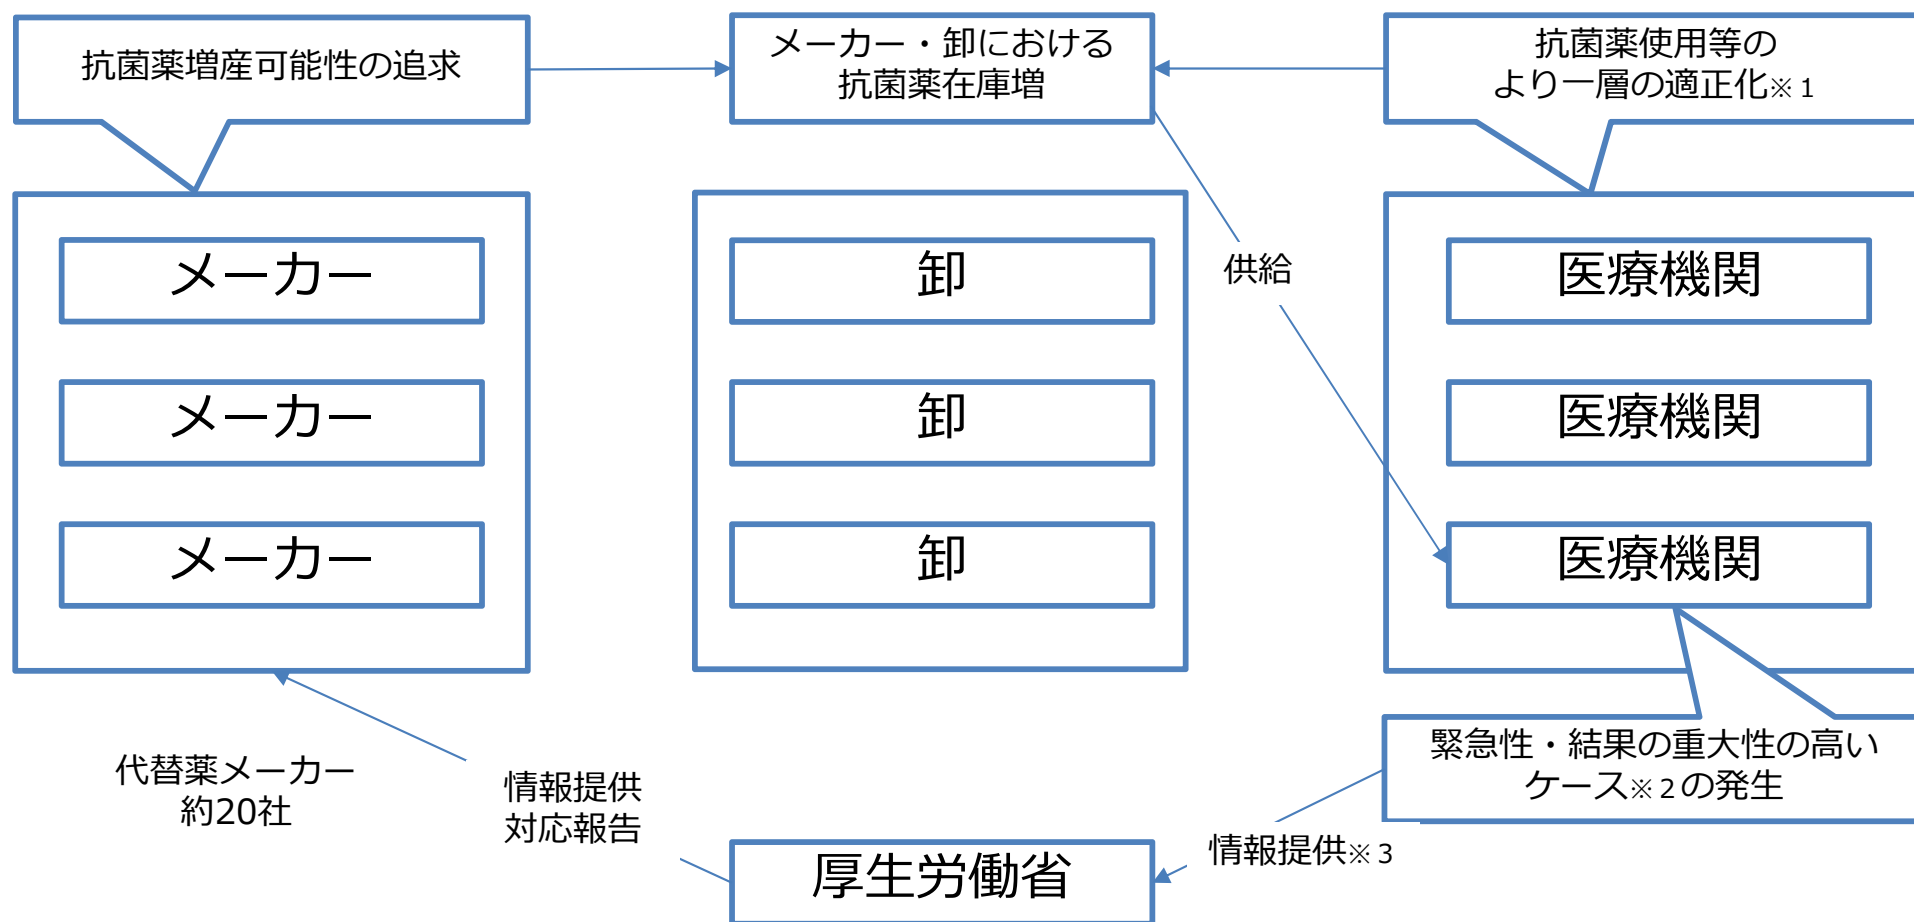 抗菌薬増産可能性の追求
メーカー・卸における
抗菌薬在庫増
抗菌薬使用等の
より一層の適正化※1
メーカー
メーカー
メーカー
卸
卸
卸
供給
医療機関
医療機関
医療機関
代替薬メーカー
約20社
情報提供
対応報告
緊急性・結果の重大性の高い
ケース※2の発生
情報提供※3
厚生労働省